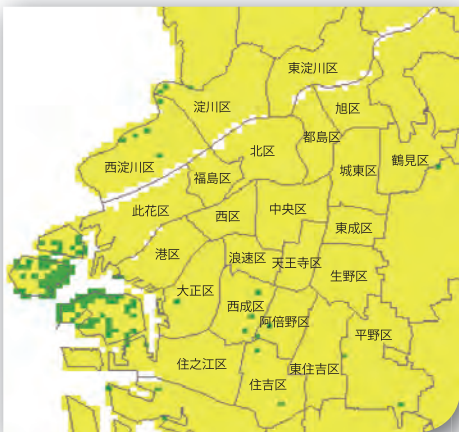 東淀川区
淀川区
旭区
都島区
北区
鶴見区
西淀川区
城東区
福島区
此花区
西区
中央区
東成区
港区
浪速区
天王寺区
生野区
大正区
西成区
阿倍野区
平野区
住之江区
東住吉区
住吉区